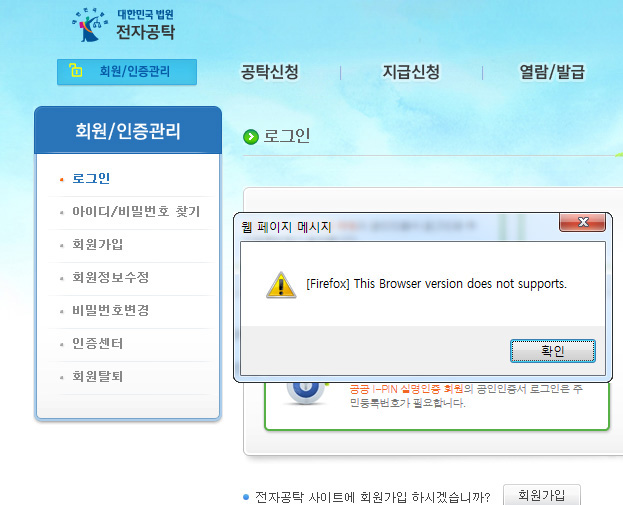 대한민국 법원
전자공탁
회원/인증관리
공탁신청
지급신청
열람/발급
회원/인증관리
로그인
아이디/비밀번호 찾기
회원가입
회원정보수정
비밀번호변경
인증센터
회원탈퇴
로그인
웹 페이지 메시지
[Firefox] This Browser version does not supports.
확인
공공 I-PIN 실명인증 회원의 공인인증서 로그인은 주
민등록번호가 필요합니다.
전자공탁 사이트에 회원가입 하시겠습니까?
회원가입